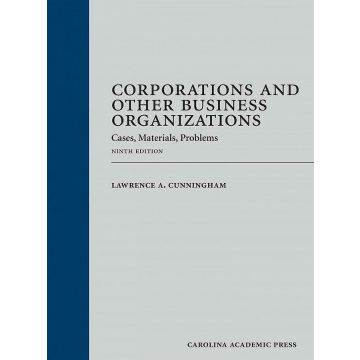 CORPORATIONS AND
OTHER BUSINESS
ORGANIZATIONS
Cases, Materials, Problems
NINTH EDITION
LAWRENCE A. CUNNINGHAM
CAROLINA ACADEMIC PRESS